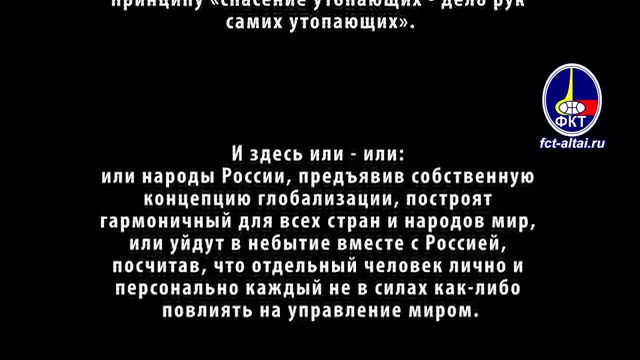 принципу «спасение утопающих - дело рук
самих утопающих».
ФКТ
fct-altai.ru
И здесь или - или:
или народы России, предъявив собственную
концепцию глобализации, построят
гармоничный для всех стран и народов мир,
или уйдут в небытие вместе с Россией,
посчитав, что отдельный человек лично и
персонально каждый не в силах как-либо
повлиять на управление миром.